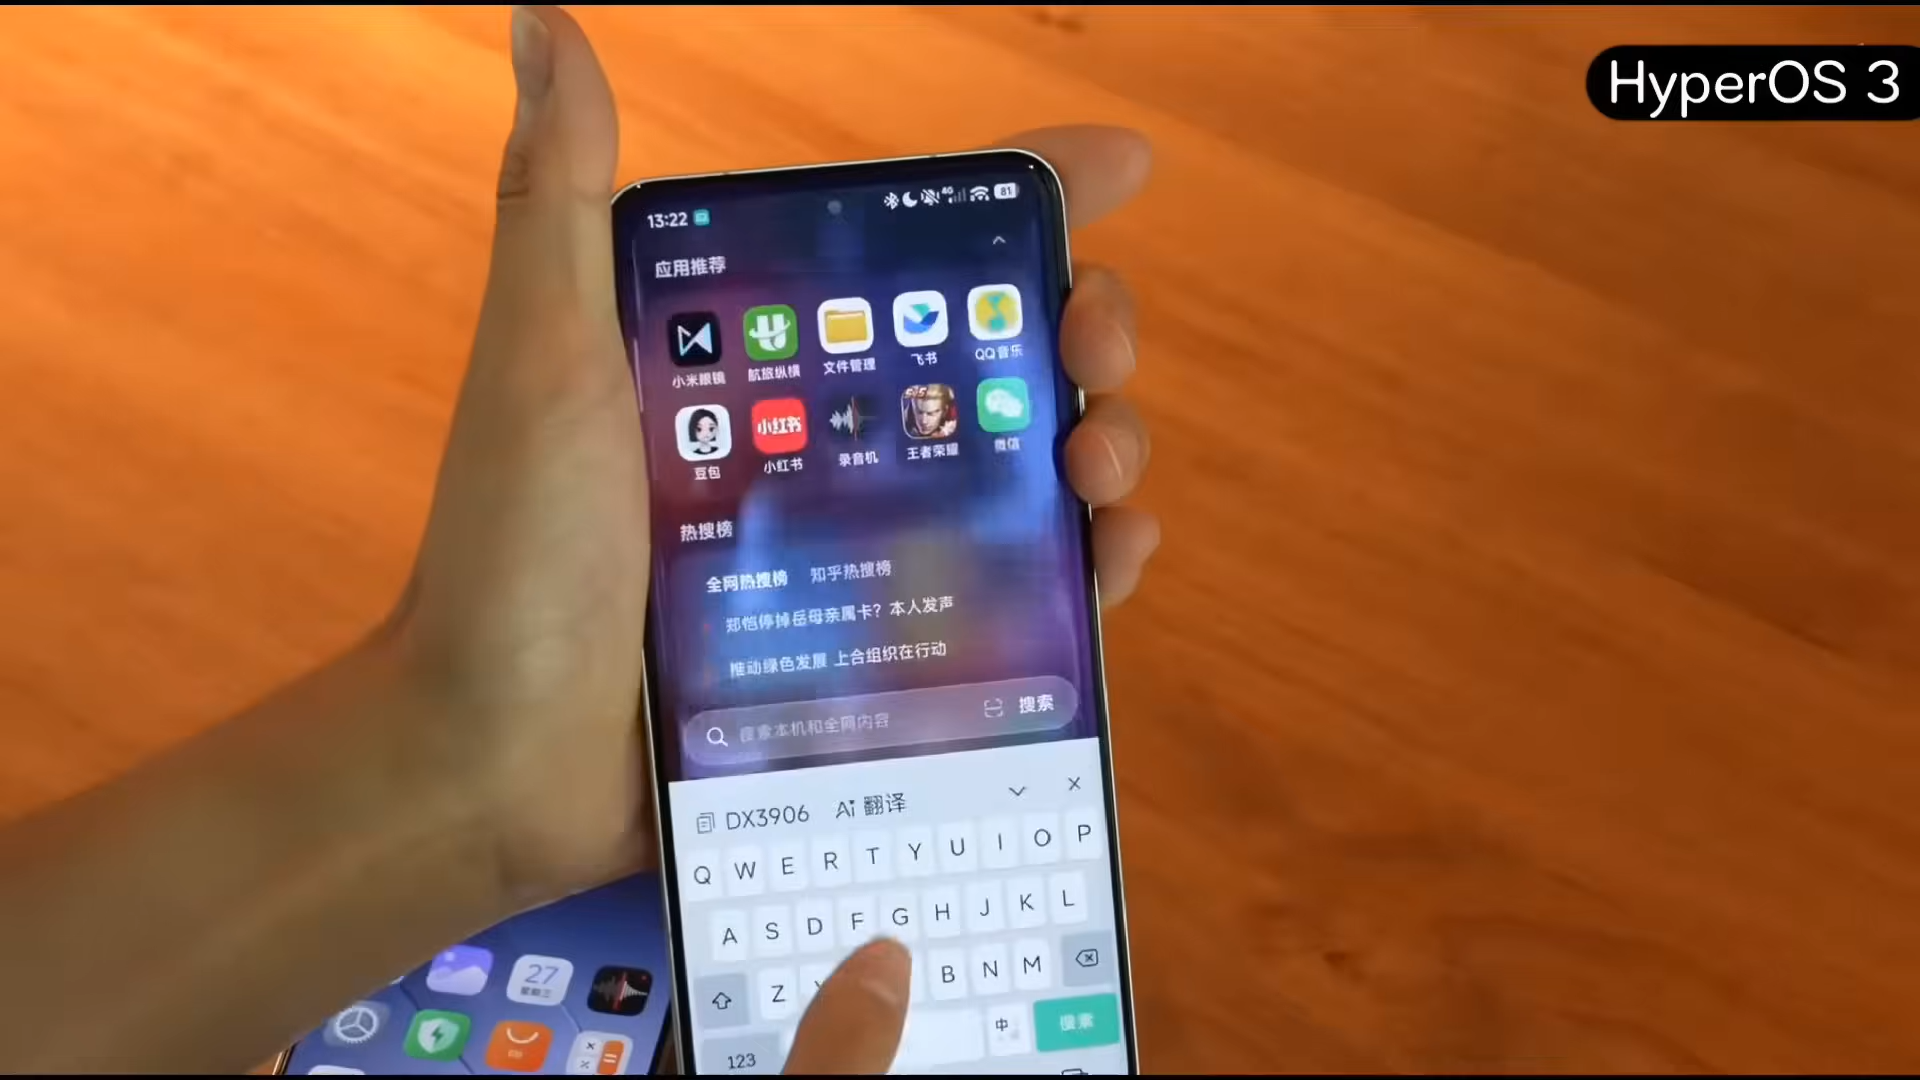 HyperOS 3
13:22
4G
81
应用推荐
小米眼镜
航旅纵横
文件管理
飞书
QQ音乐
小红书
豆包
小红书
录音机
王者荣耀
微信
热搜榜
全网热搜榜 知乎热搜榜
郑恺停掉岳母亲属卡？本人发声
推动绿色发展 上合组织在行动
搜索本机和全网内容 搜索
DX3906 Ai 翻译
Q W E R T Y U I O P
A S D F G H J K L
Z B N M
123 中 搜索
27
星期三